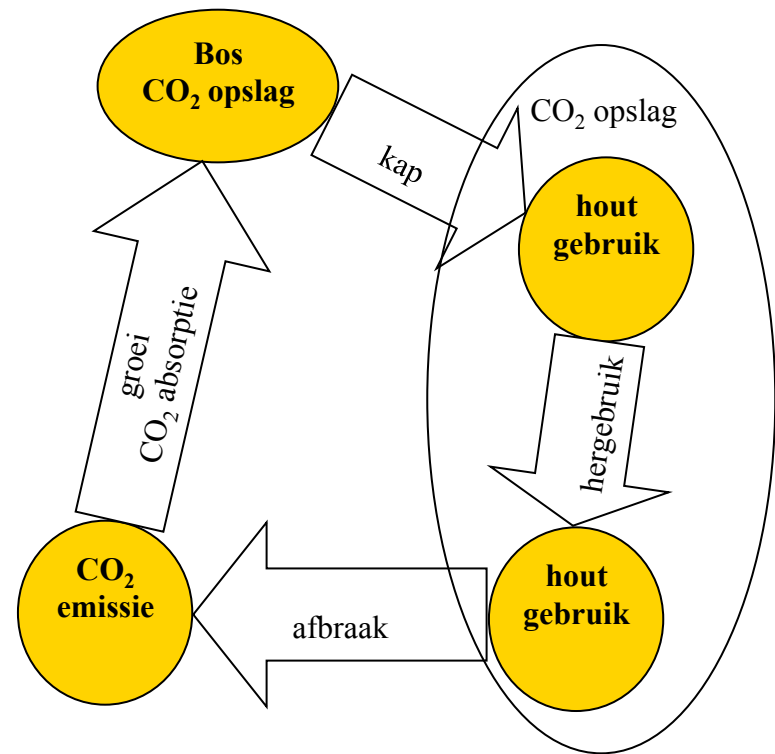 Bos
CO₂ opslag
kap
CO₂ opslag
hout
gebruik
hergebruik
hout
gebruik
afbraak
CO₂
emissie
groei
CO₂ absorptie